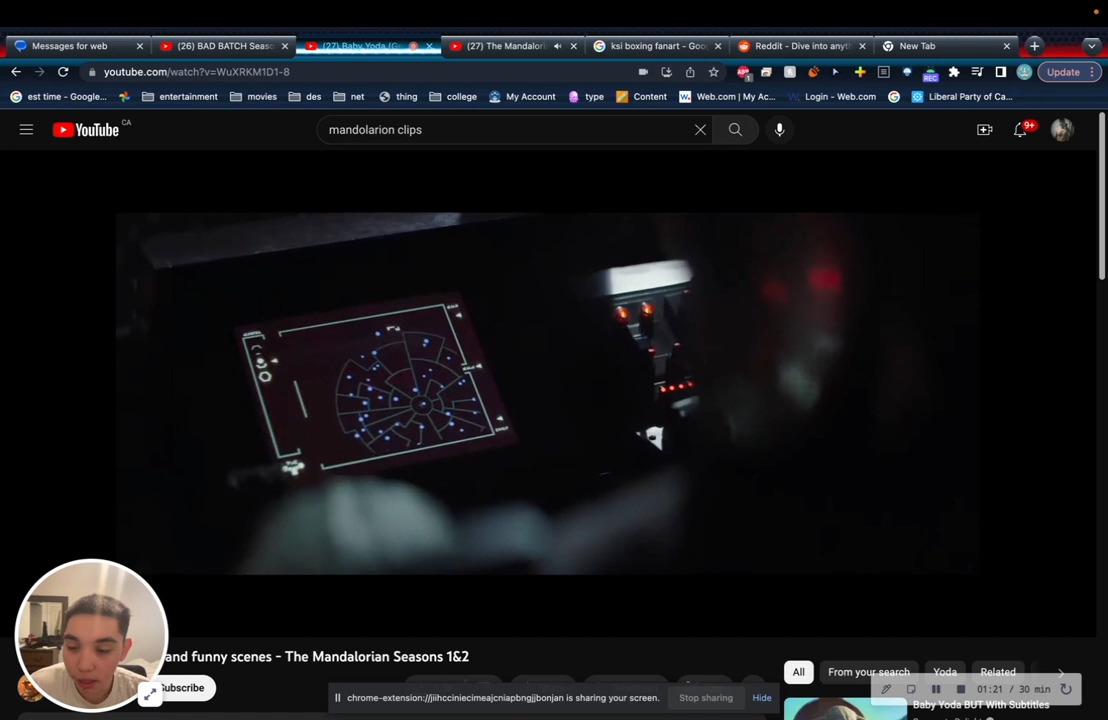 Messages for web
(26) BAD BATCH Seaso
(27) Baby Yoda (G
(27) The Mandalori
ksi boxing fanart - Goo
Reddit - Dive into anyth
New Tab
youtube.com/watch?v=WuXRKM1D1-8
ABP
1
REC
Update
est time - Google...
entertainment
movies
des
net
thing
college
My Account
type
Content
Web.com | My Ac...
Login - Web.com
Liberal Party of Ca...
YouTube CA
mandolarion clips
9+
and funny scenes - The Mandalorian Seasons 1&2
Subscribe
All
From your search
Yoda
Related
chrome-extension://jiihcciniecimeajcniapbngjjbonjan is sharing your screen.
Stop sharing
Hide
01:21 / 30 min
Baby Yoda BUT With Subtitles